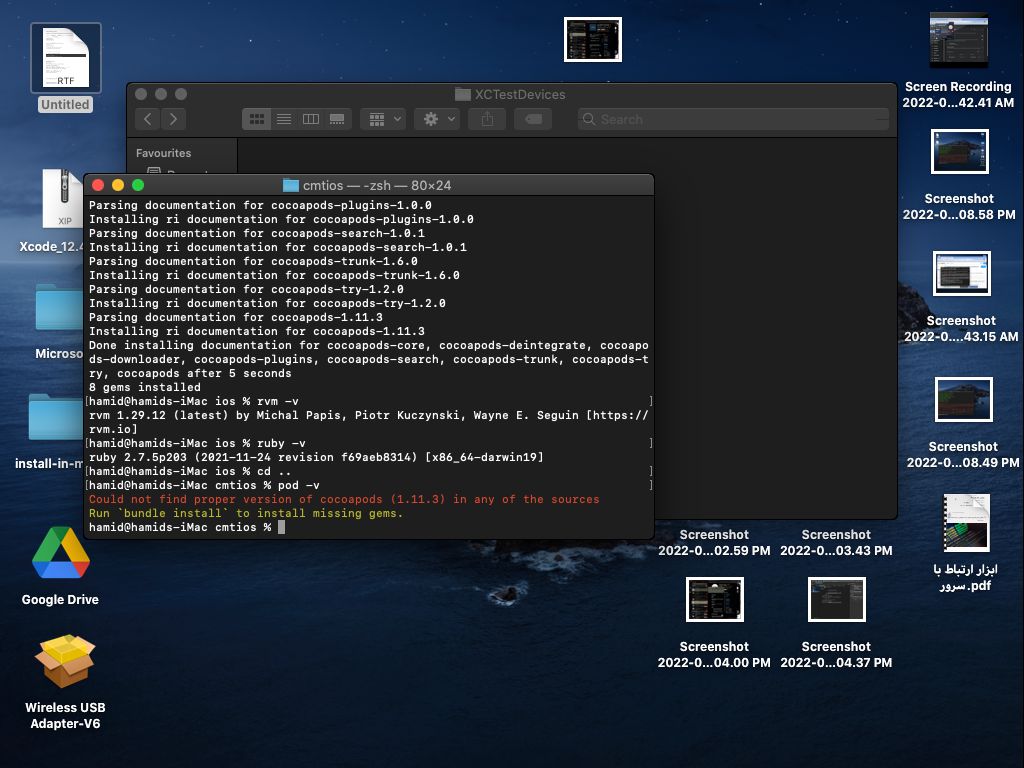 RTF
Untitled
XIP
Xcode_12.4
Microso
install-in-m
Google Drive
Wireless USB
Adapter-V6
XCTestDevices
Search
Favourites
cmtios — -zsh — 80×24
Parsing documentation for cocoapods-plugins-1.0.0
Installing ri documentation for cocoapods-plugins-1.0.0
Parsing documentation for cocoapods-search-1.0.1
Installing ri documentation for cocoapods-search-1.0.1
Parsing documentation for cocoapods-trunk-1.6.0
Installing ri documentation for cocoapods-trunk-1.6.0
Parsing documentation for cocoapods-try-1.2.0
Installing ri documentation for cocoapods-try-1.2.0
Parsing documentation for cocoapods-1.11.3
Installing ri documentation for cocoapods-1.11.3
Done installing documentation for cocoapods-core, cocoapods-deintegrate, cocoapo
ds-downloader, cocoapods-plugins, cocoapods-search, cocoapods-trunk, cocoapods-t
ry, cocoapods after 5 seconds
8 gems installed
[hamid@hamids-iMac ios % rvm -v ]
rvm 1.29.12 (latest) by Michal Papis, Piotr Kuczynski, Wayne E. Seguin [https://
rvm.io]
[hamid@hamids-iMac ios % ruby -v ]
ruby 2.7.5p203 (2021-11-24 revision f69aeb8314) [x86_64-darwin19]
[hamid@hamids-iMac ios % cd .. ]
[hamid@hamids-iMac cmtios % pod -v ]
Could not find proper version of cocoapods (1.11.3) in any of the sources
Run `bundle install` to install missing gems.
hamid@hamids-iMac cmtios %
Screenshot
2022-0...02.59 PM
Screenshot
2022-0...03.43 PM
Screenshot
2022-0...04.00 PM
Screenshot
2022-0...04.37 PM
Screen Recording
2022-0...42.41 AM
Screenshot
2022-0...08.58 PM
Screenshot
2022-0....43.15 AM
Screenshot
2022-0...08.49 PM
ابزار ارتباط با
سرور.pdf